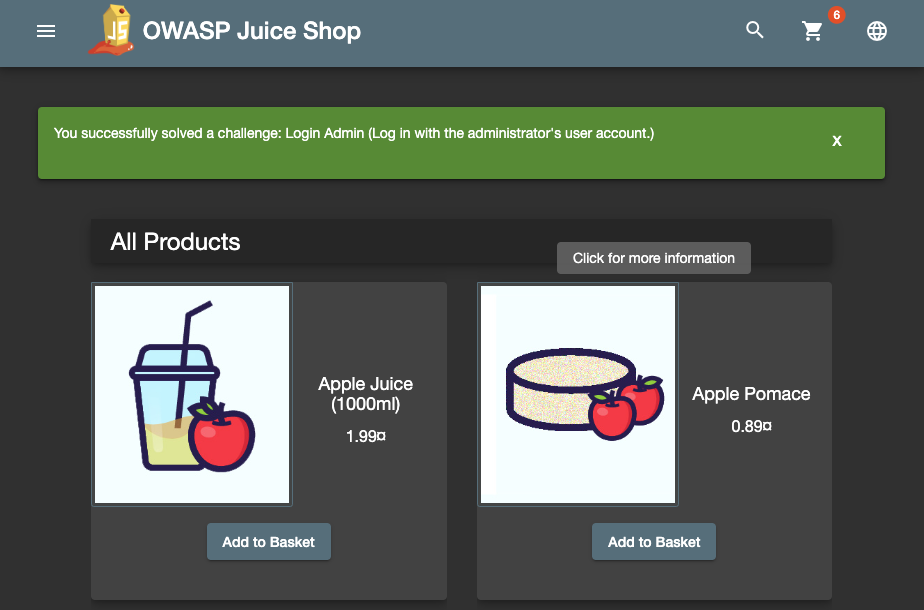 JS
OWASP Juice Shop
6
You successfully solved a challenge: Login Admin (Log in with the administrator's user account.)
X
All Products
Click for more information
Apple Juice
(1000ml)
1.99¤
Apple Pomace
0.89¤
Add to Basket
Add to Basket